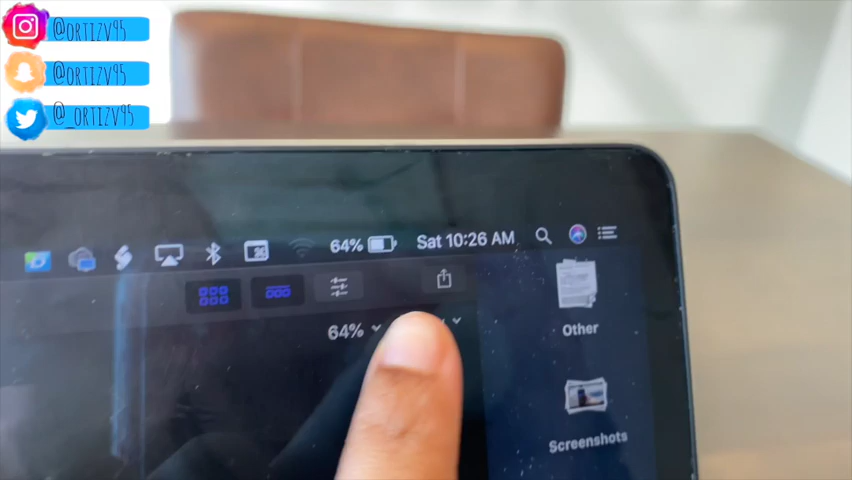 @ORTIZV95
@ORTIZV95
@_ORTIZV95
64% Sat 10:26 AM
64%
Other
Screenshots